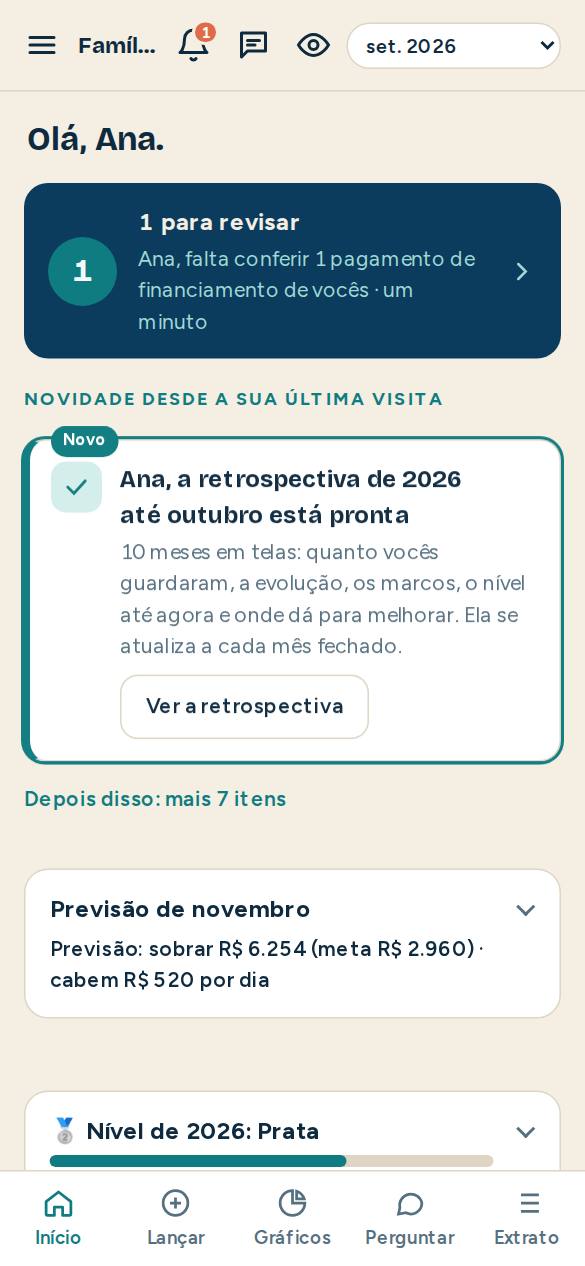 Famíl...
1
set. 2026
Olá, Ana.
1
1 para revisar
Ana, falta conferir 1 pagamento de
financiamento de vocês · um
minuto
NOVIDADE DESDE A SUA ÚLTIMA VISITA
Novo
Ana, a retrospectiva de 2026
até outubro está pronta
10 meses em telas: quanto vocês
guardaram, a evolução, os marcos, o nível
até agora e onde dá para melhorar. Ela se
atualiza a cada mês fechado.
Ver a retrospectiva
Depois disso: mais 7 itens
Previsão de novembro
Previsão: sobrar R$ 6.254 (meta R$ 2.960) ·
cabem R$ 520 por dia
Nível de 2026: Prata
Início
Lançar
Gráficos
Perguntar
Extrato